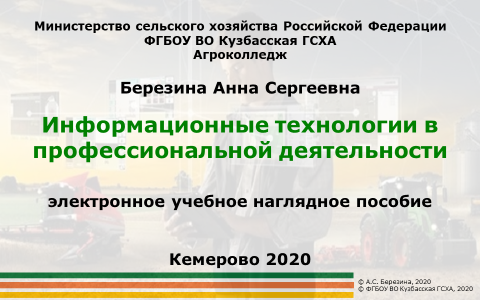 Министерство сельского хозяйства Российской Федерации
ФГБОУ ВО Кузбасская ГСХА
Агроколледж
Березина Анна Сергеевна
Информационные технологии в
профессиональной деятельности
электронное учебное наглядное пособие
Кемерово 2020
© А.С. Березина, 2020
© ФГБОУ ВО Кузбасская ГСХА, 2020